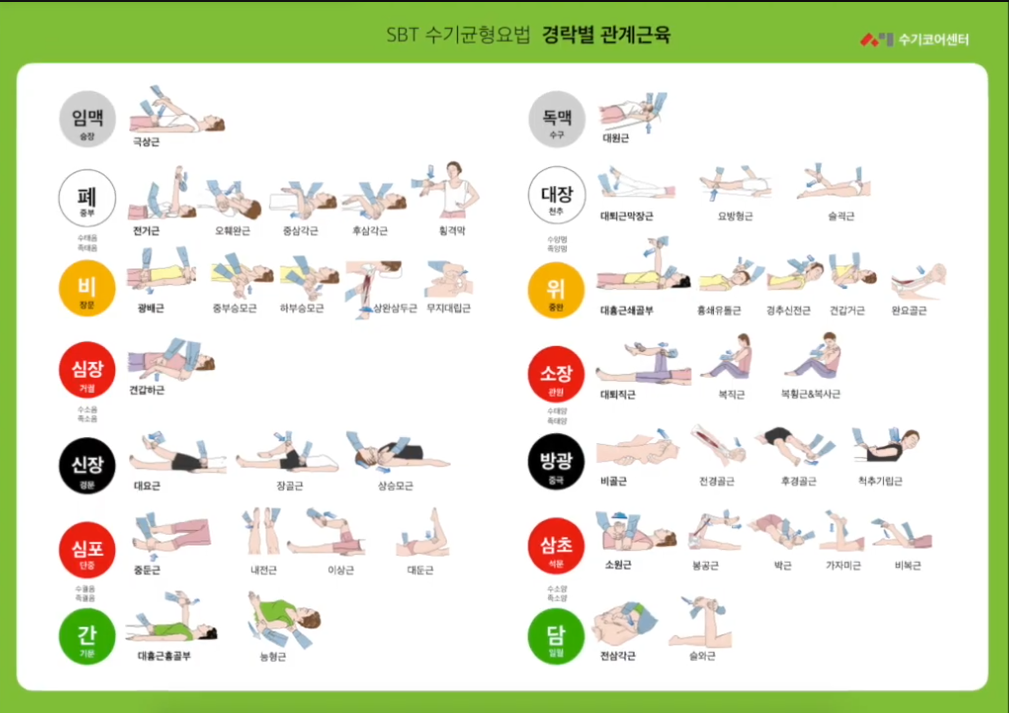 SBT 수기균형요법 경락별 관계근육
수기코어센터
임맥
승장
극상근
독맥
수구
대원근
폐
중부
전거근
오훼완근
중삼각근
후삼각근
횡격막
대장
천추
대퇴근막장근
요방형근
슬괵근
수태음
족태음
수양명
족양명
비
장문
광배근
중부승모근
하부승모근
상완삼두근
무지대립근
위
중완
대흉근쇄골부
흉쇄유돌근
경추신전근
견갑거근
완요골근
심장
거궐
견갑하근
소장
관원
대퇴직근
복직근
복횡근&복사근
수소음
족소음
수태양
족태양
신장
경문
대요근
장골근
상승모근
방광
중극
비골근
전경골근
후경골근
척추기립근
심포
단중
중둔근
내전근
이상근
대둔근
삼초
석문
소원근
봉공근
박근
가자미근
비복근
수궐음
족궐음
수소양
족소양
간
기문
대흉근흉골부
능형근
담
일월
전삼각근
슬와근